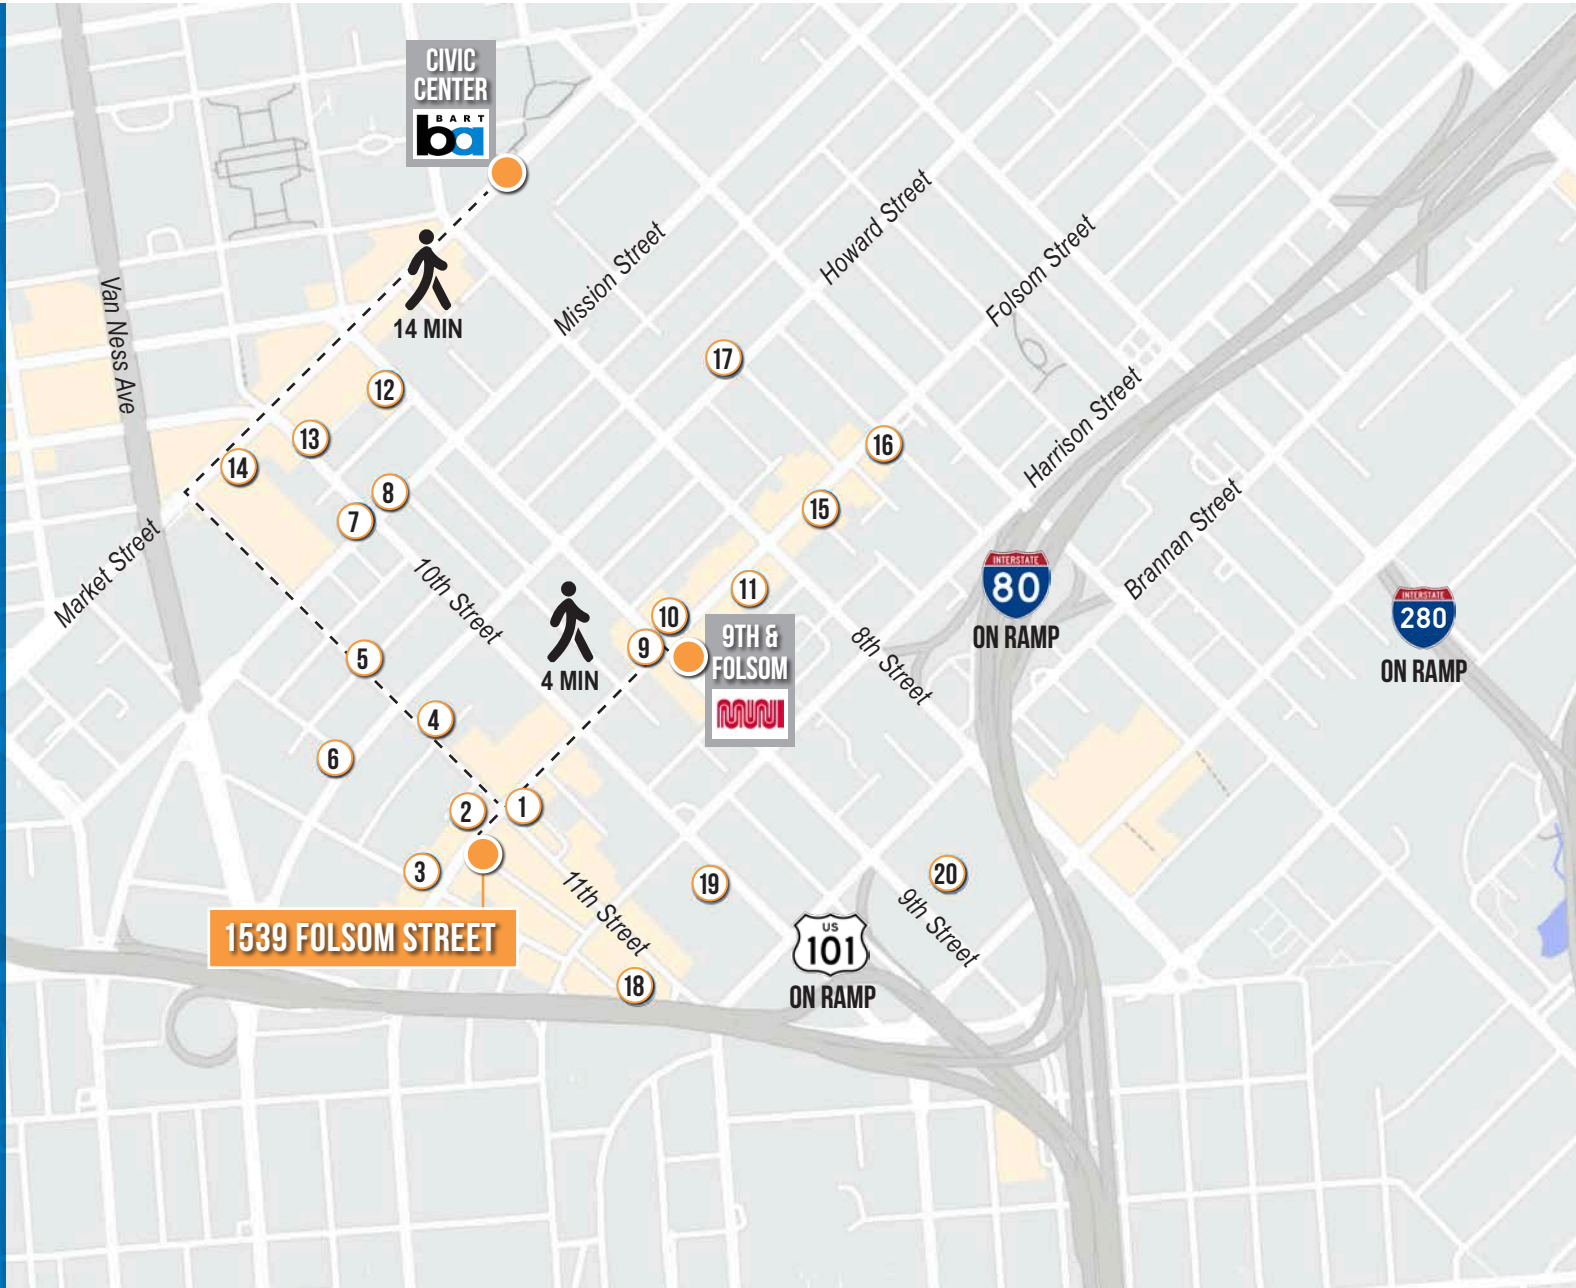 CIVIC
CENTER
BART
ba
14 MIN
Van Ness Ave
Mission Street
Howard Street
Folsom Street
Harrison Street
Brannan Street
Market Street
10th Street
8th Street
11th Street
9th Street
17
12
13
14
16
15
8
7
11
10
9
4 MIN
9TH &
FOLSOM
MUNI
INTERSTATE
80
ON RAMP
INTERSTATE
280
ON RAMP
5
4
6
2
1
3
19
20
18
1539 FOLSOM STREET
US
101
ON RAMP